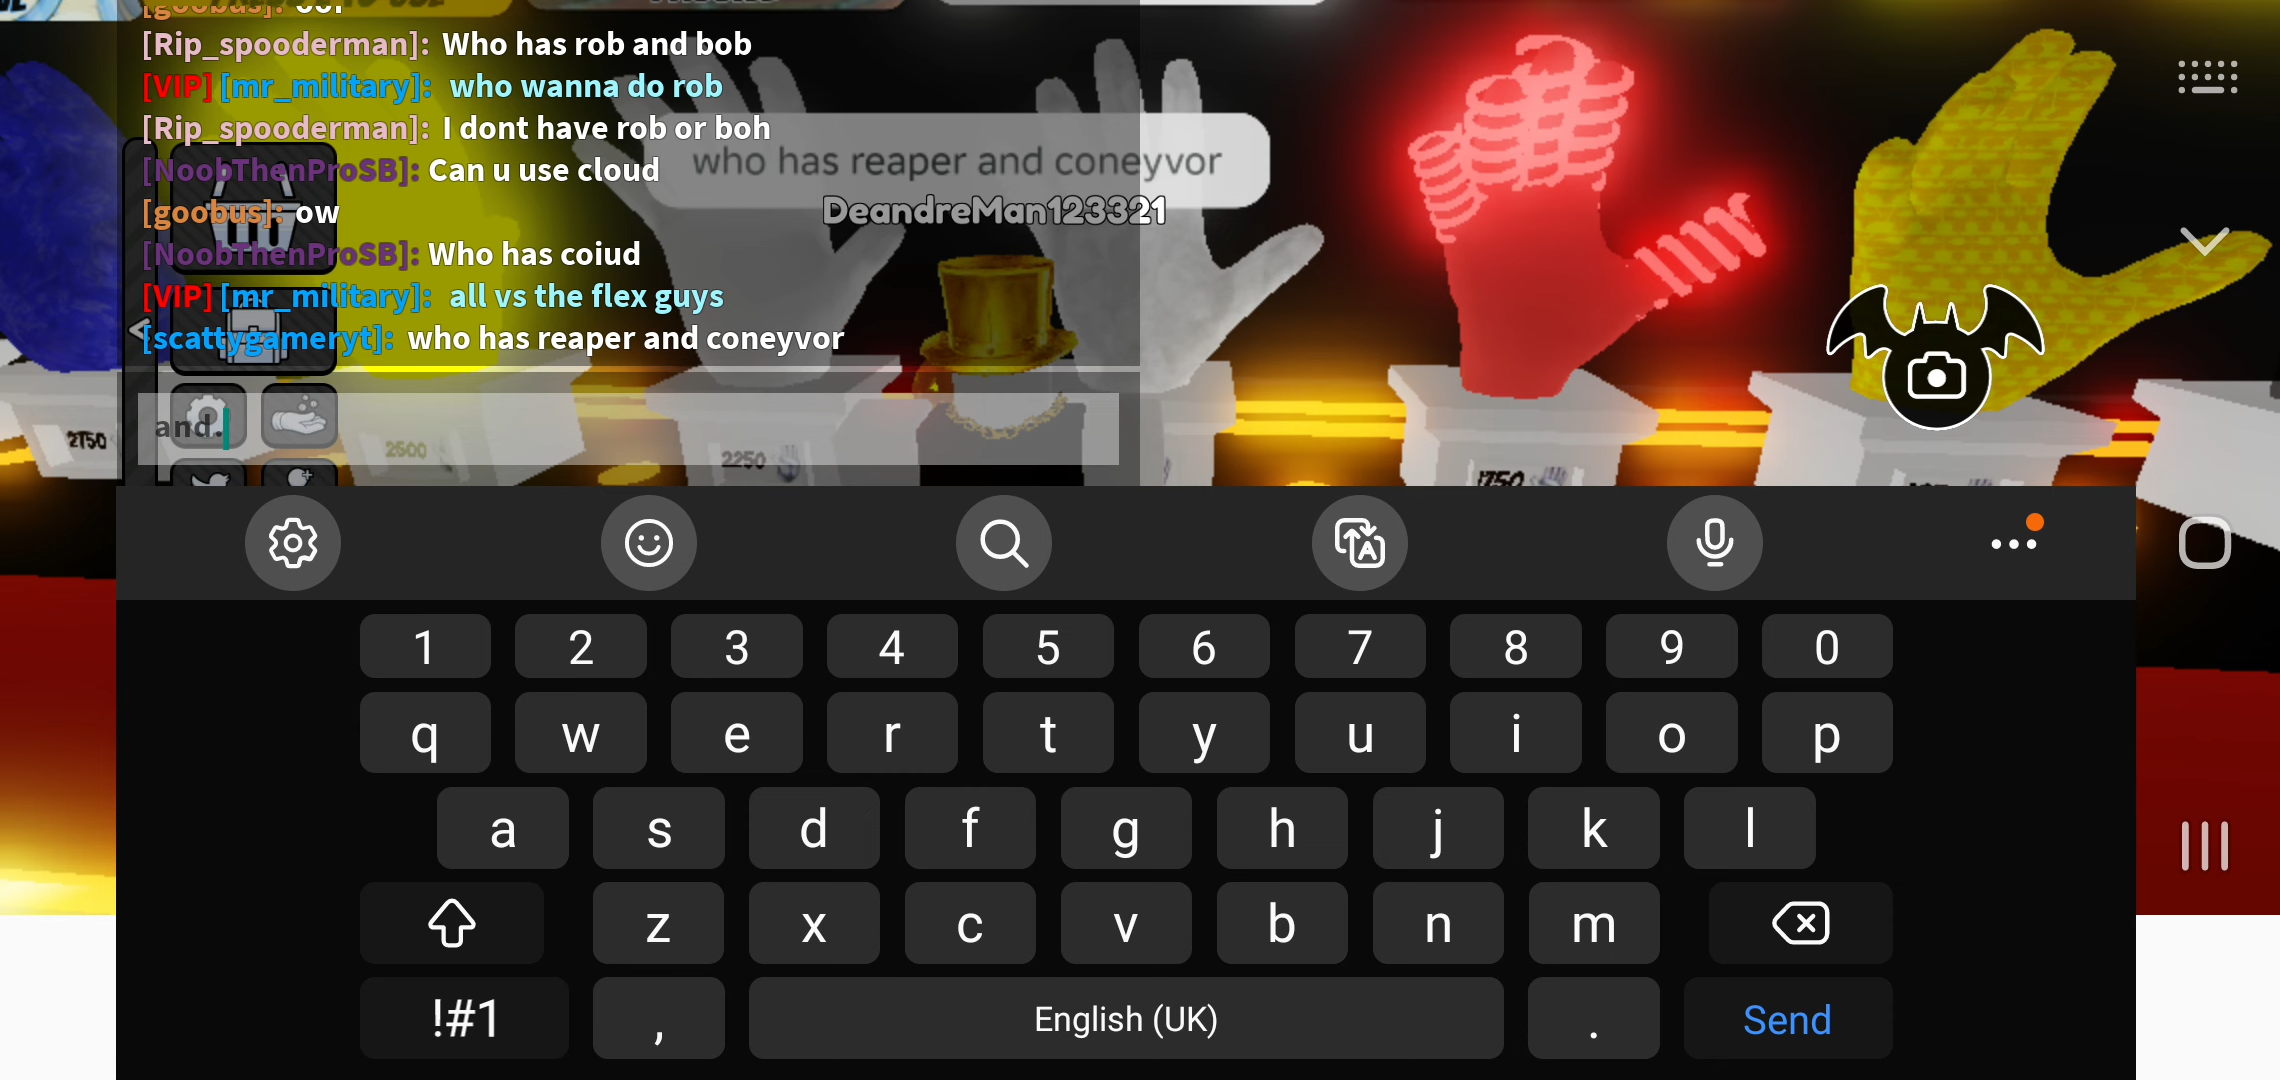 [goobus]: oof
[Rip_spooderman]: Who has rob and bob
[VIP] [mr_military]: who wanna do rob
[Rip_spooderman]: I dont have rob or boh
[NoobThenProSB]: Can u use cloud
[goobus]: ow
[NoobThenProSB]: Who has coiud
[VIP] [mr_military]: all vs the flex guys
[scattygameryt]: who has reaper and coneyvor
who has reaper and coneyvor
DeandreMan123321
and.
2750
2500
2250
1750
1 2 3 4 5 6 7 8 9 0
q w e r t y u i o p
a s d f g h j k l
z x c v b n m
!#1 , English (UK) . Send